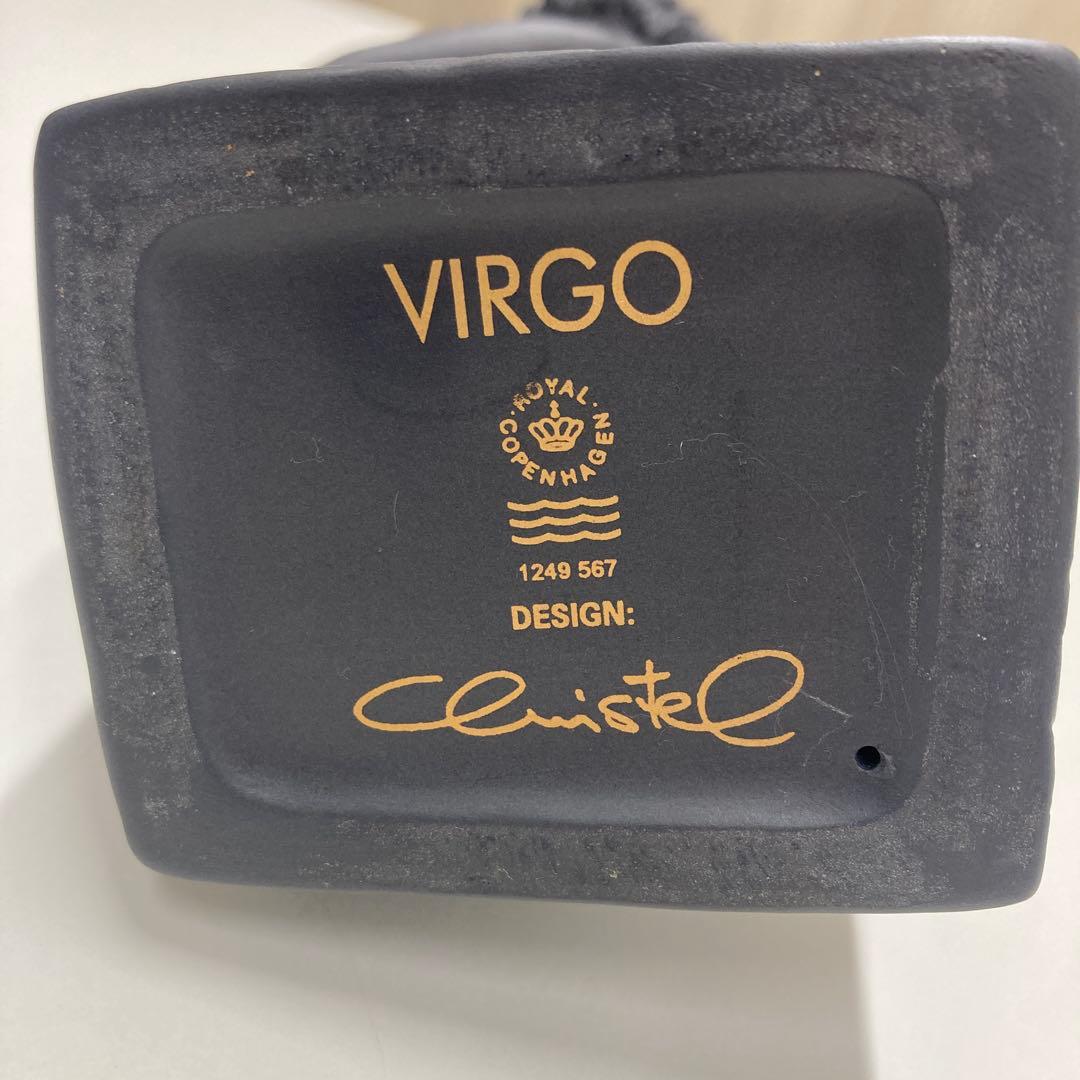 VIRGO
ROYAL
COPENHAGEN
1249 567
DESIGN:
Christel